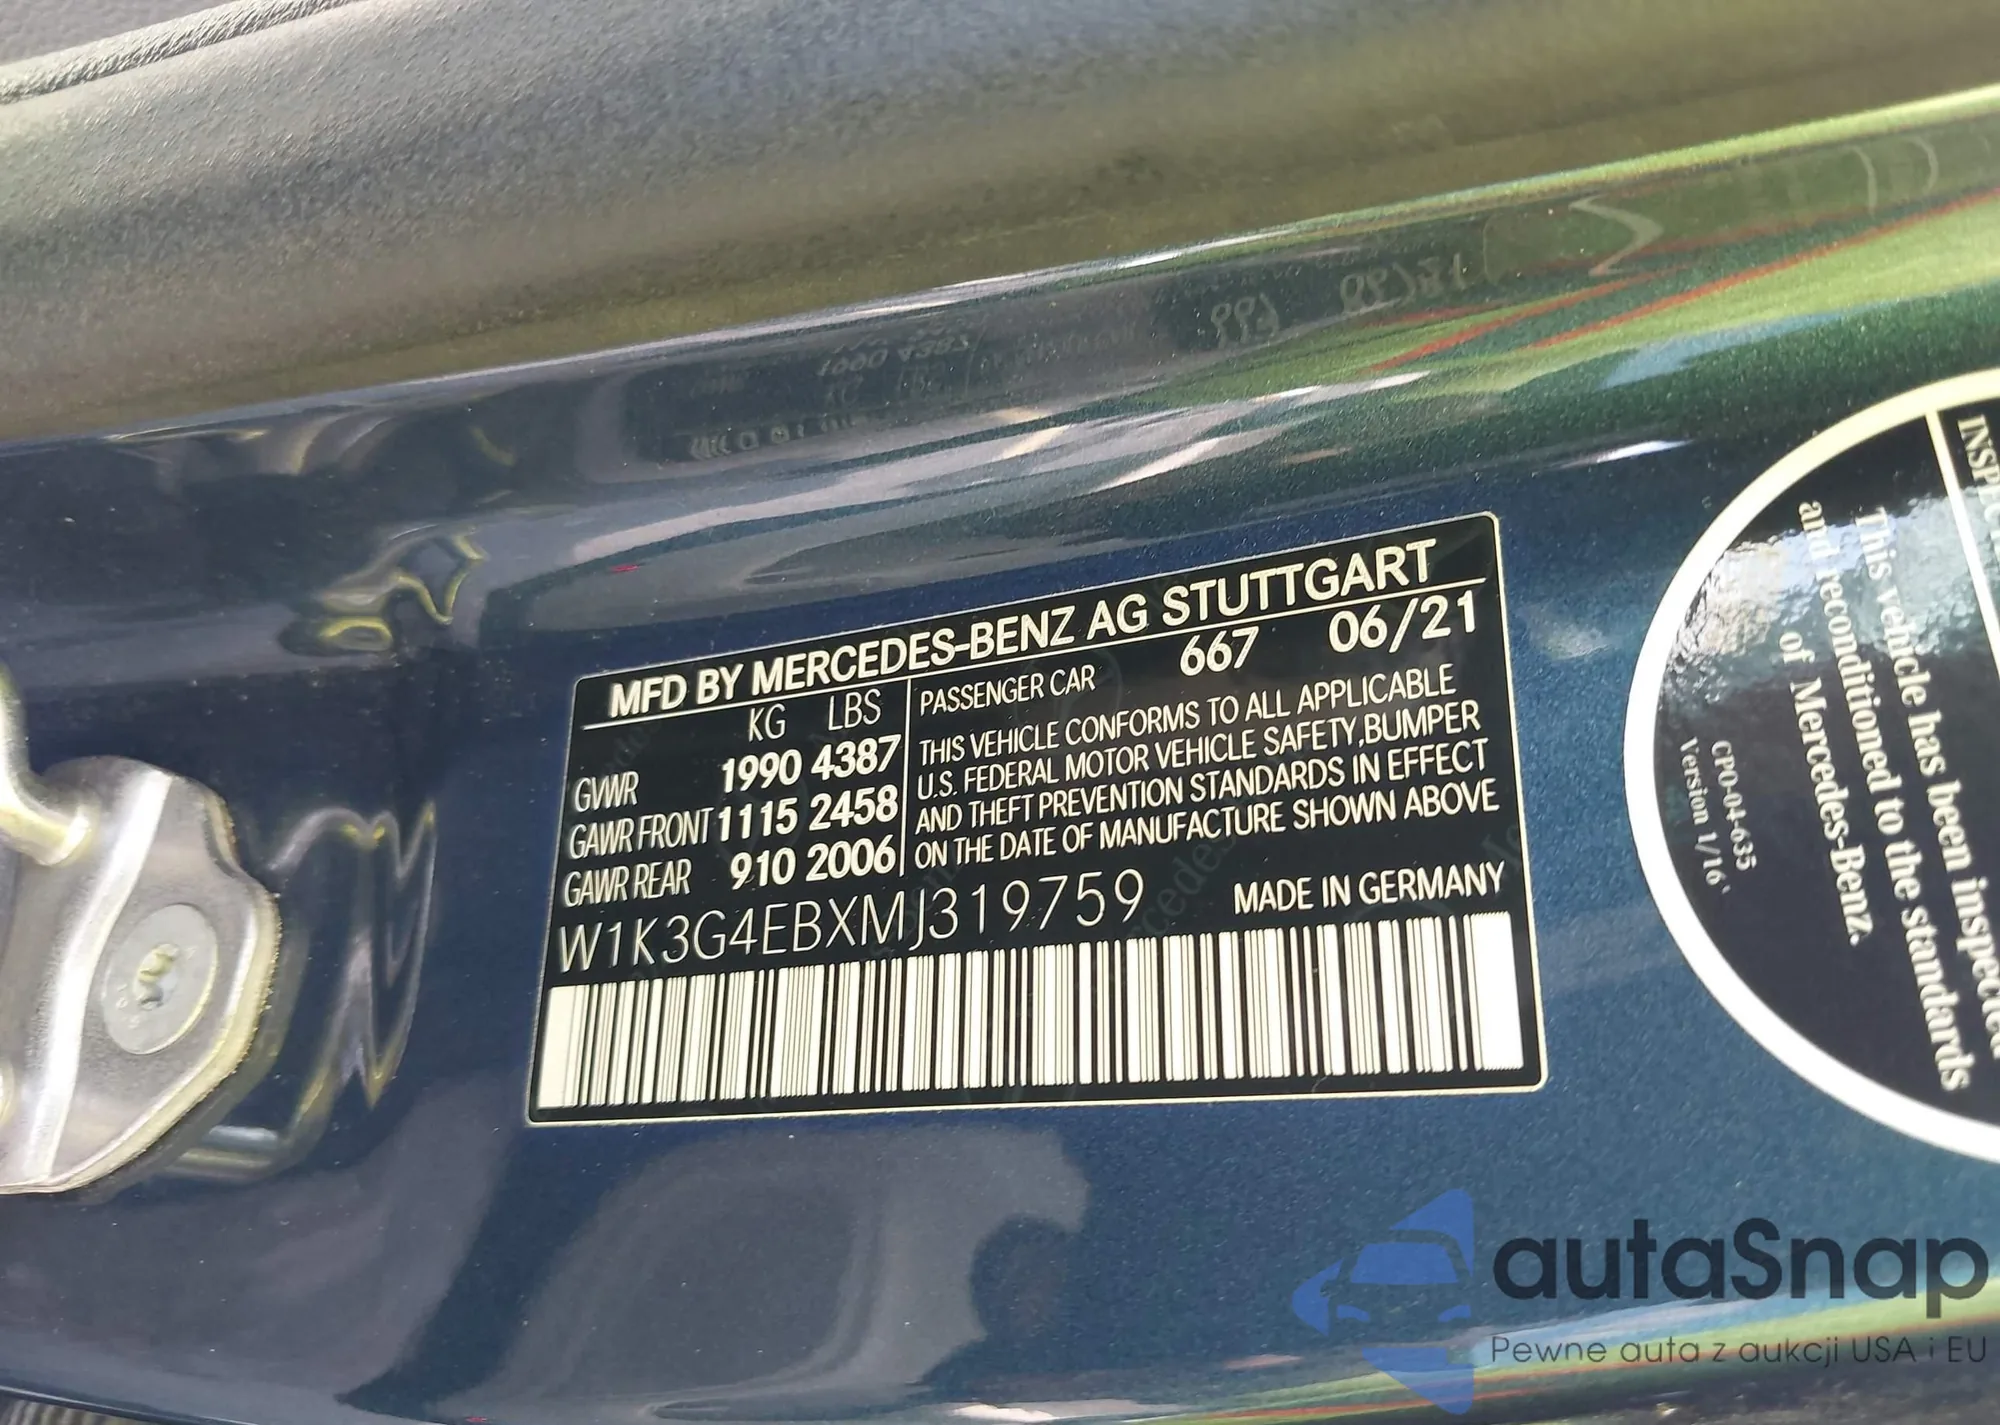 MFD BY MERCEDES-BENZ AG STUTTGART
KG LBS
GVWR 1990 4387
GAWR FRONT 1115 2458
GAWR REAR 910 2006
PASSENGER CAR 667 06/21
THIS VEHICLE CONFORMS TO ALL APPLICABLE
U.S. FEDERAL MOTOR VEHICLE SAFETY,BUMPER
AND THEFT PREVENTION STANDARDS IN EFFECT
ON THE DATE OF MANUFACTURE SHOWN ABOVE
W1K3G4EBXMJ319759 MADE IN GERMANY
This vehicle has been inspected
and reconditioned to the standards
of Mercedes-Benz.
CPO-04-635
Version 1/16
autaSnap
Pewne auta z aukcji USA i EU